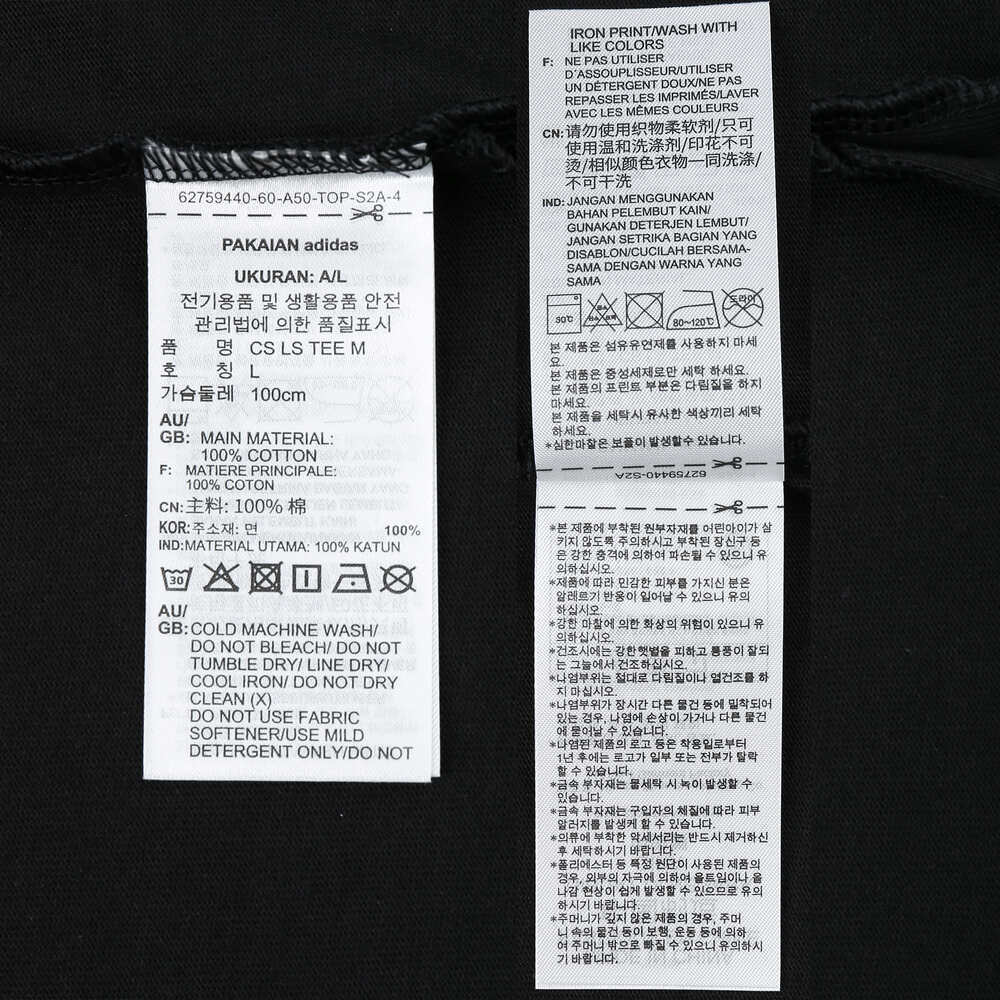 62759440-60-A50-TOP-S2A-4
PAKAIAN adidas
UKURAN: A/L
전기용품 및 생활용품 안전
관리법에 의한 품질표시
품 명 CS LS TEE M
호 칭 L
가슴둘레 100cm
AU/
GB: MAIN MATERIAL:
100% COTTON
F: MATIERE PRINCIPALE:
100% COTON
CN:主料: 100% 棉
KOR:주소재: 면 100%
IND:MATERIAL UTAMA: 100% KATUN
30
AU/
GB:COLD MACHINE WASH/
DO NOT BLEACH/ DO NOT
TUMBLE DRY/ LINE DRY/
COOL IRON/ DO NOT DRY
CLEAN (X)
DO NOT USE FABRIC
SOFTENER/USE MILD
DETERGENT ONLY/DO NOT
IRON PRINT/WASH WITH
LIKE COLORS
F: NE PAS UTILISER
D'ASSOUPLISSEUR/UTILISER
UN DÉTERGENT DOUX/NE PAS
REPASSER LES IMPRIMÉS/LAVER
AVEC LES MÊMES COULEURS
CN:请勿使用织物柔软剂/只可
使用温和洗涤剂/印花不可
烫/相似颜色衣物一同洗涤/
不可干洗
IND:JANGAN MENGGUNAKAN
BAHAN PELEMBUT KAIN/
GUNAKAN DETERJEN LEMBUT/
JANGAN SETRIKA BAGIAN YANG
DISABLON/CUCILAH BERSAMA-
SAMA DENGAN WARNA YANG
SAMA
30℃ 80~120℃ 드라이
본 제품은 섬유유연제를 사용하지 마세
요.
본 제품은 중성세제로만 세탁 하세요.
본 제품의 프린트 부분은 다림질을 하지
마세요.
본 제품을 세탁시 유사한 색상끼리 세탁
하세요.
*심한마찰은 보풀이 발생할수 있습니다.
62759440-S2A
*본 제품에 부착된 원부자재를 어린아이가 삼
키지 않도록 주의하시고 부착된 장신구 등
은 강한 충격에 의하여 파손될 수 있으니 유
의하십시오.
*제품에 따라 민감한 피부를 가지신 분은
알레르기 반응이 일어날 수 있으니 유의
하십시오.
*강한 마찰에 의한 화상의 위험이 있으니 유
의하십시오.
*건조시에는 강한햇볕을 피하고 통풍이 잘되
는 그늘에서 건조하십시오.
*나염부위는 절대로 다림질이나 열건조를 하
지 마십시오.
*나염부위가 장시간 다른 물건 등에 밀착되어
있는 경우, 나염에 손상이 가거나 다른 물건
에 묻어날 수 있습니다.
*나염된 제품의 로고 등은 착용일로부터
1년 후에는 로고가 일부 또는 전부가 탈락
할 수 있습니다.
*금속 부자재는 물세탁 시 녹이 발생할 수
있습니다.
*금속 부자재는 구입자의 체질에 따라 피부
알러지를 발생케 할 수 있습니다.
*의류에 부착한 악세서리는 반드시 제거하신
후 세탁하시기 바랍니다.
*폴리에스터 등 특정 원단이 사용된 제품의
경우, 외부의 자극에 의하여 올트임이나 올
나감 현상이 쉽게 발생할 수 있으므로 유의
하시기 바랍니다.
*주머니가 깊지 않은 제품의 경우, 주머
니 속의 물건 등이 보행, 운동 등에 의하
여 주머니 밖으로 빠질 수 있으니 유의하시
기 바랍니다.